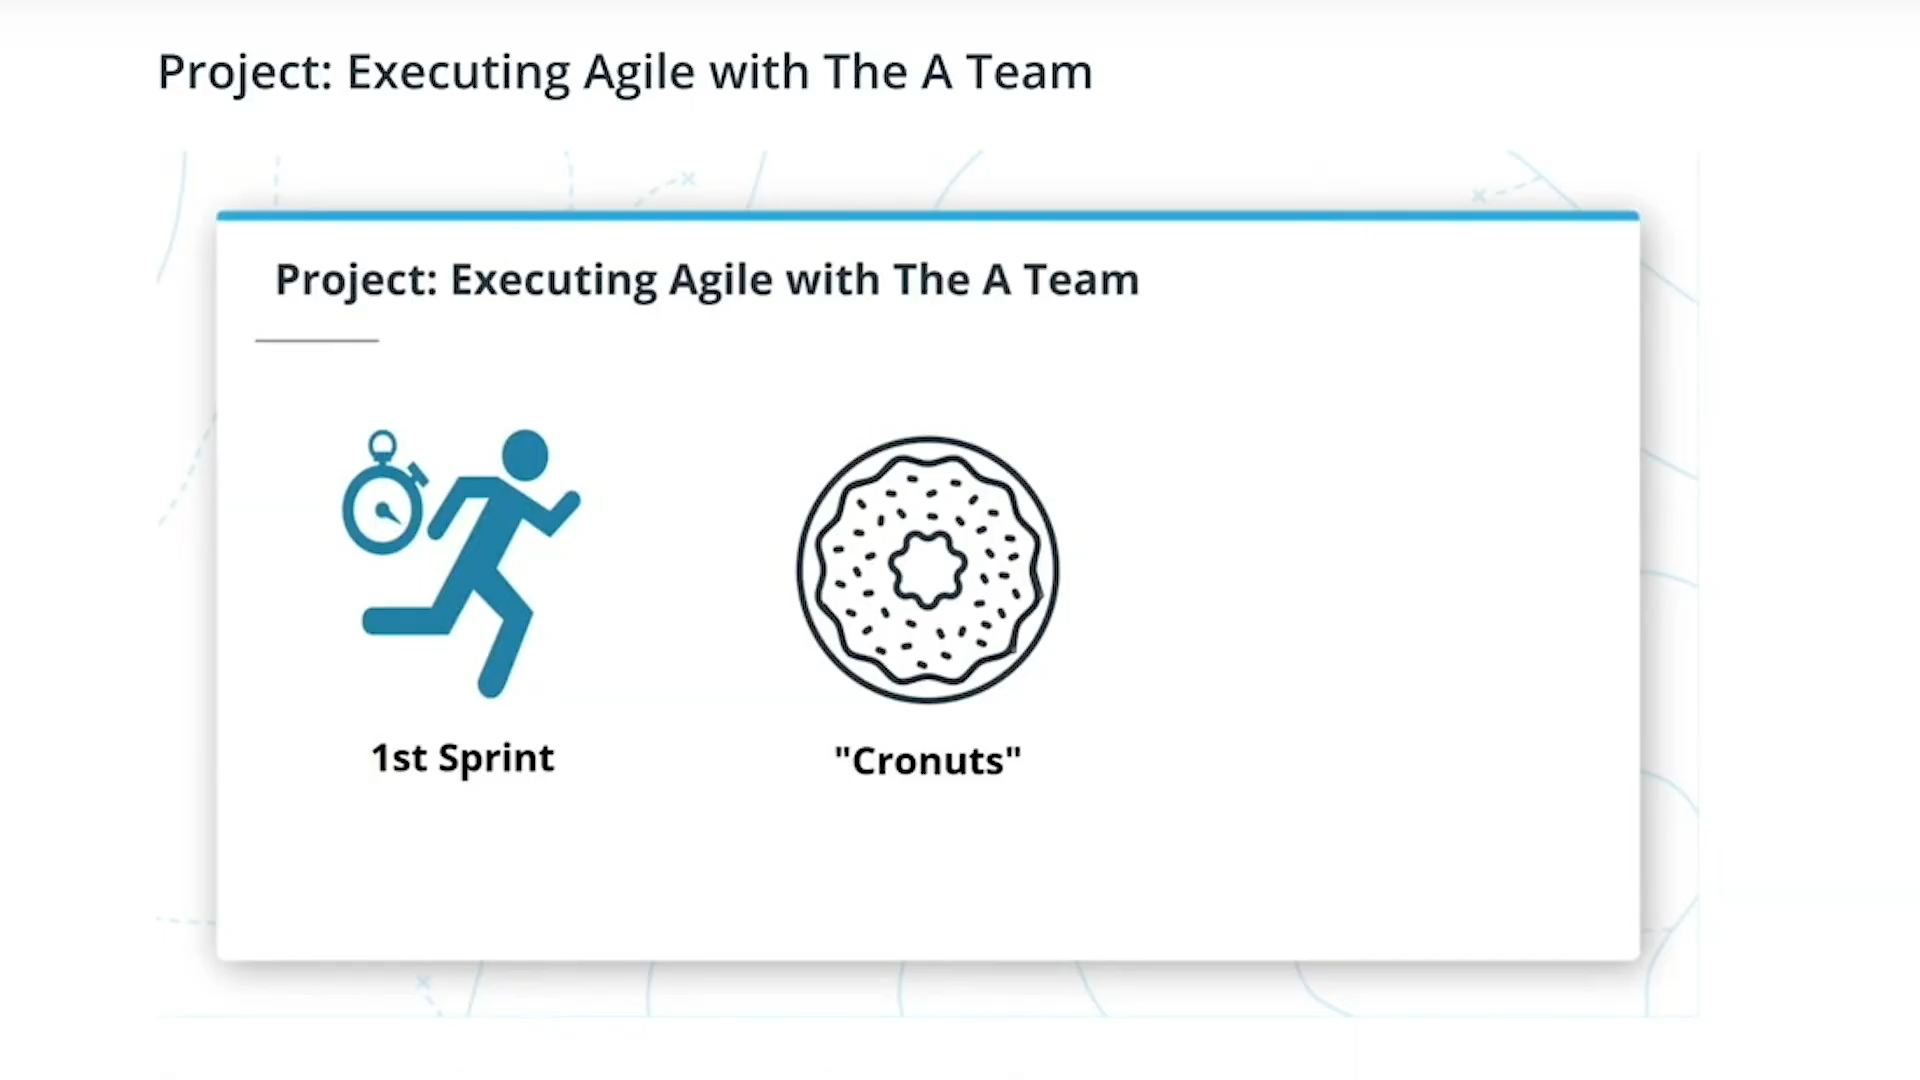 Project: Executing Agile with The A Team
Project: Executing Agile with The A Team
1st Sprint
"Cronuts"